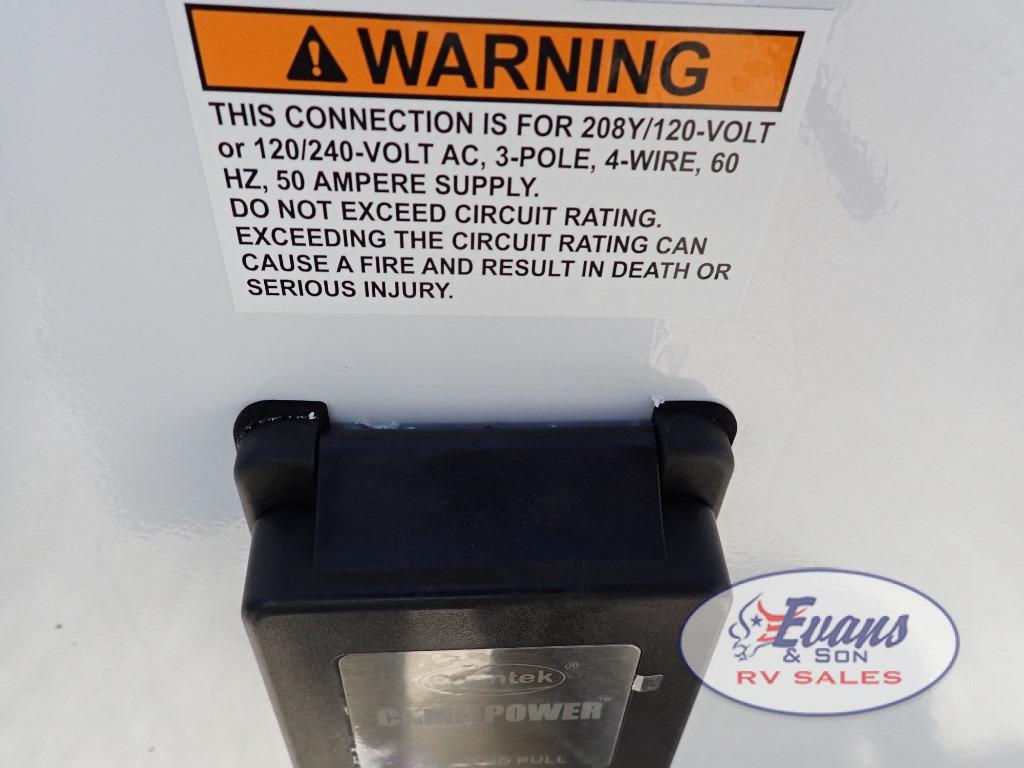 WARNING
THIS CONNECTION IS FOR 208Y/120-VOLT
or 120/240-VOLT AC, 3-POLE, 4-WIRE, 60
HZ, 50 AMPERE SUPPLY.
DO NOT EXCEED CIRCUIT RATING.
EXCEEDING THE CIRCUIT RATING CAN
CAUSE A FIRE AND RESULT IN DEATH OR
SERIOUS INJURY.
POWER™
PULL
Evans
& SON
RV SALES